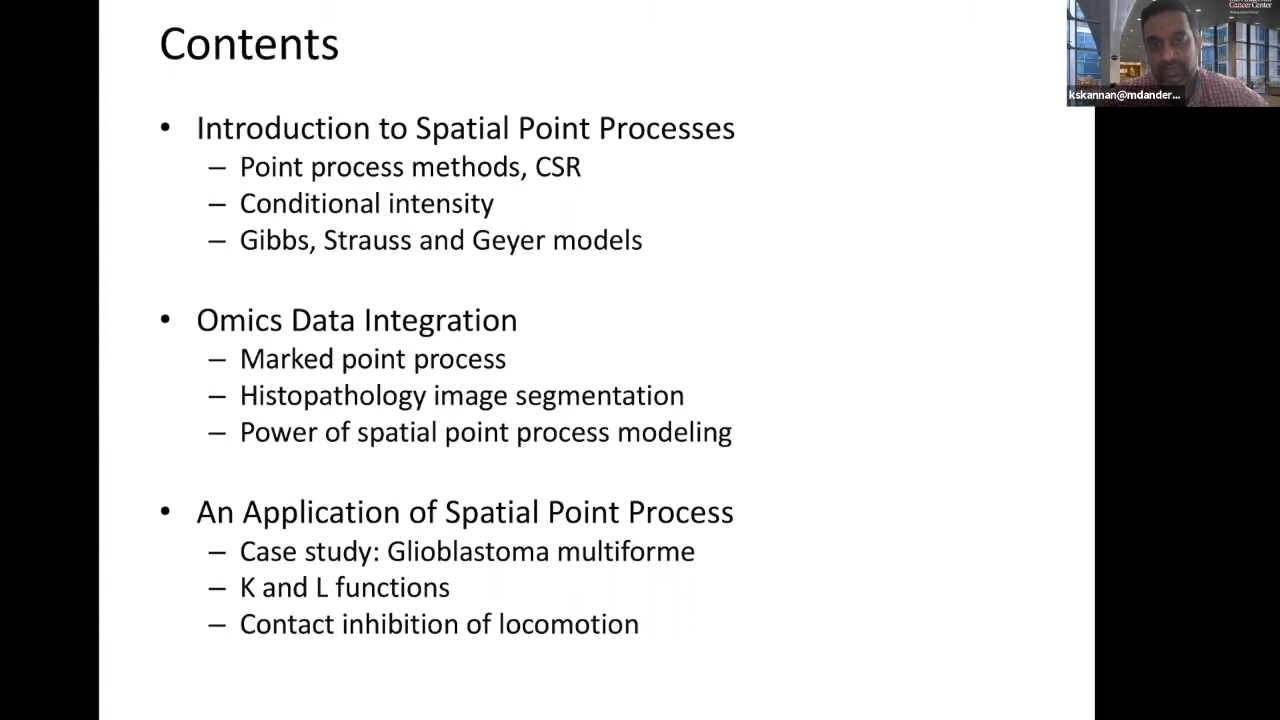 Contents
• Introduction to Spatial Point Processes
– Point process methods, CSR
– Conditional intensity
– Gibbs, Strauss and Geyer models
• Omics Data Integration
– Marked point process
– Histopathology image segmentation
– Power of spatial point process modeling
• An Application of Spatial Point Process
– Case study: Glioblastoma multiforme
– K and L functions
– Contact inhibition of locomotion
Cancer Center
kskannan@mdander...